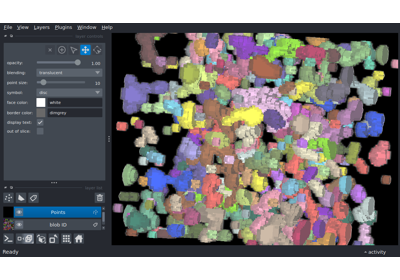 File View Layers Plugins Window Help
opacity: 1.00
blending: translucent
point size: 10
symbol: disc
face color: white
border color: dimgrey
display text:
out of slice:
Points
blob ID
Ready
activity